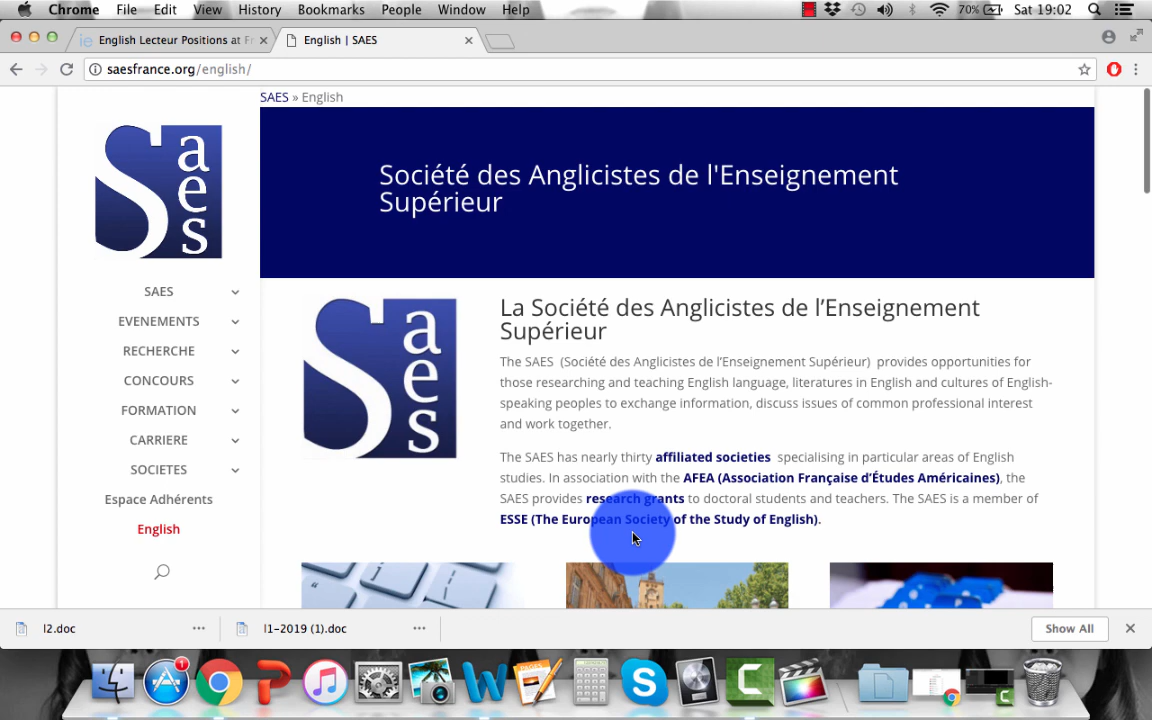 Chrome File Edit View History Bookmarks People Window Help 70% Sat 19:02
English Lecteur Positions at Fr
English | SAES
saesfrance.org/english/
SAES » English
Saes
Société des Anglicistes de l'Enseignement
Supérieur
SAES
EVENEMENTS
RECHERCHE
CONCOURS
FORMATION
CARRIERE
SOCIETES
Espace Adhérents
English
Saes
La Société des Anglicistes de l’Enseignement
Supérieur
The SAES (Société des Anglicistes de l’Enseignement Supérieur) provides opportunities for
those researching and teaching English language, literatures in English and cultures of English-
speaking peoples to exchange information, discuss issues of common professional interest
and work together.
The SAES has nearly thirty affiliated societies specialising in particular areas of English
studies. In association with the AFEA (Association Française d’Études Américaines), the
SAES provides research grants to doctoral students and teachers. The SAES is a member of
ESSE (The European Society of the Study of English).
l2.doc
l1-2019 (1).doc
Show All
1